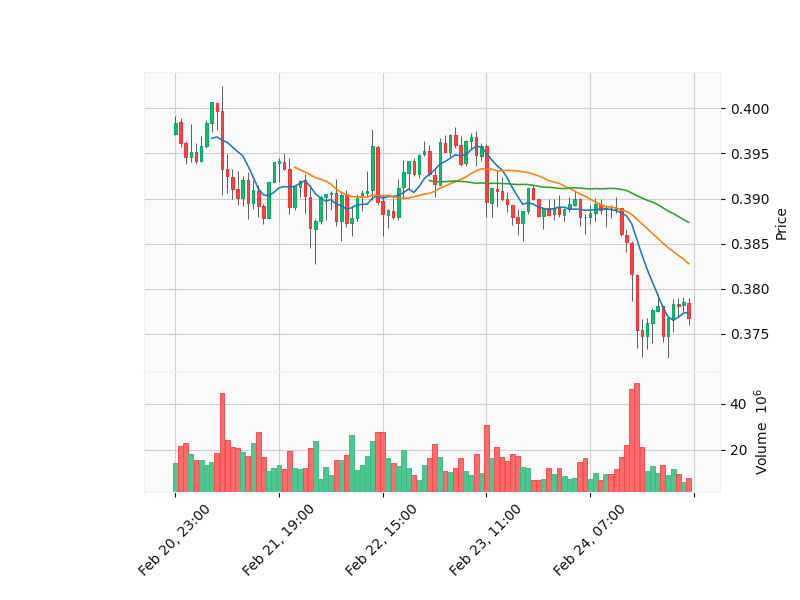 0.400
0.395
0.390
0.385
0.380
0.375
Price
40
20
Volume 10^6
Feb 20, 23:00
Feb 21, 19:00
Feb 22, 15:00
Feb 23, 11:00
Feb 24, 07:00